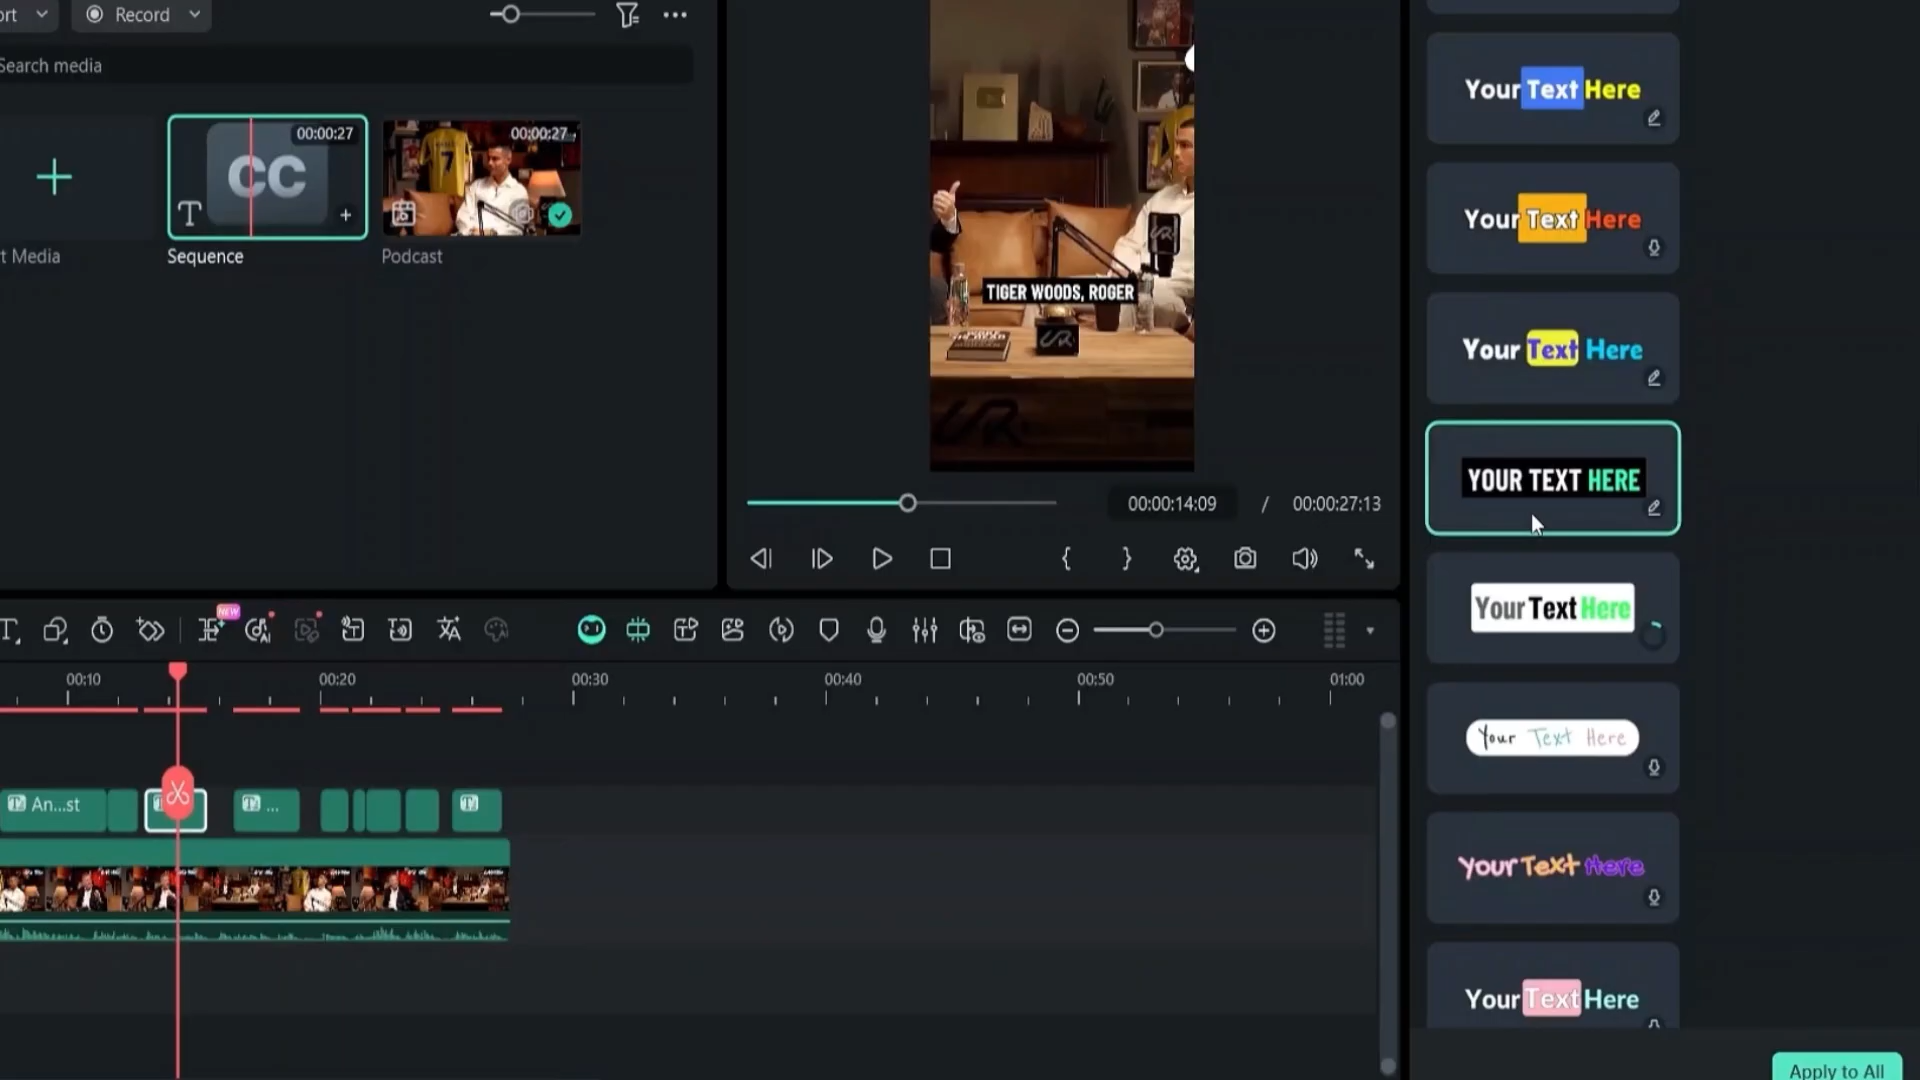 Record
Search media
00:00:27
CC
T
Sequence
00:00:27
7
Podcast
TIGER WOODS, ROGER
UR
00:00:14:09 / 00:00:27:13
Your Text Here
Your Text Here
Your Text Here
YOUR TEXT HERE
Your Text Here
Your Text Here
Your Text Here
Your Text Here
Apply to All
NEW
00:10
00:20
00:30
00:40
00:50
01:00
An...st
...